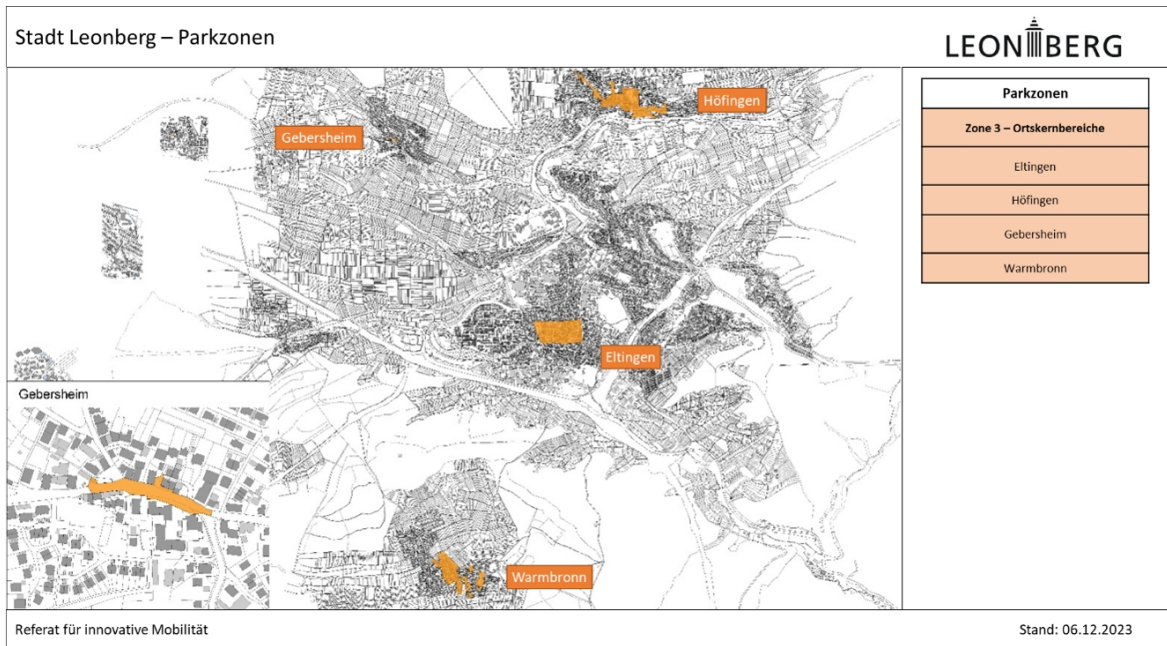 Stadt Leonberg – Parkzonen
LEONBERG
Höfingen
Gebersheim
Eltingen
Gebersheim
Warmbronn
Parkzonen
Zone 3 – Ortskernbereiche
Eltingen
Höfingen
Gebersheim
Warmbronn
Referat für innovative Mobilität
Stand: 06.12.2023